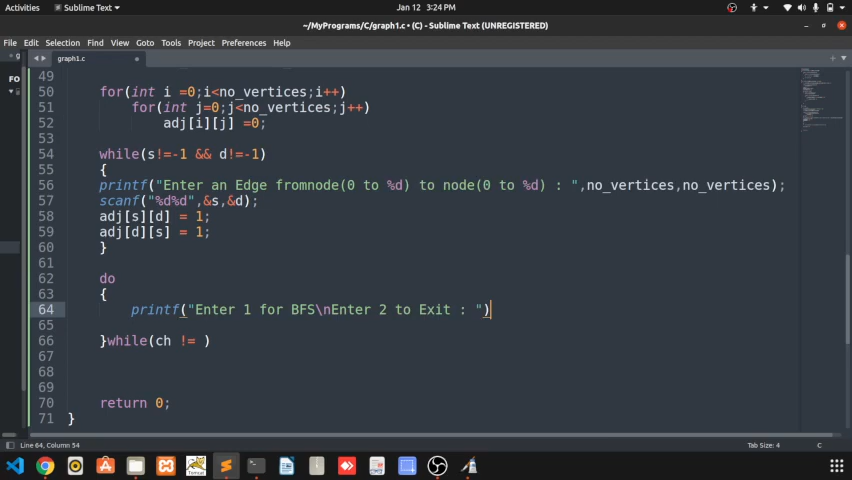 Activities Sublime Text Jan 12 3:24 PM
~/MyPrograms/C/graph1.c • (C) - Sublime Text (UNREGISTERED)
File Edit Selection Find View Goto Tools Project Preferences Help
graph1.c
FO
49
50 for(int i =0;i<no_vertices;i++)
51 for(int j=0;j<no_vertices;j++)
52 adj[i][j] =0;
53
54 while(s!=-1 && d!=-1)
55 {
56 printf("Enter an Edge fromnode(0 to %d) to node(0 to %d) : ",no_vertices,no_vertices);
57 scanf("%d%d",&s,&d);
58 adj[s][d] = 1;
59 adj[d][s] = 1;
60 }
61
62 do
63 {
64 printf("Enter 1 for BFS\nEnter 2 to Exit : ")
65
66 }while(ch != )
67
68
69
70 return 0;
71 }
Line 64, Column 54 Tab Size: 4 C